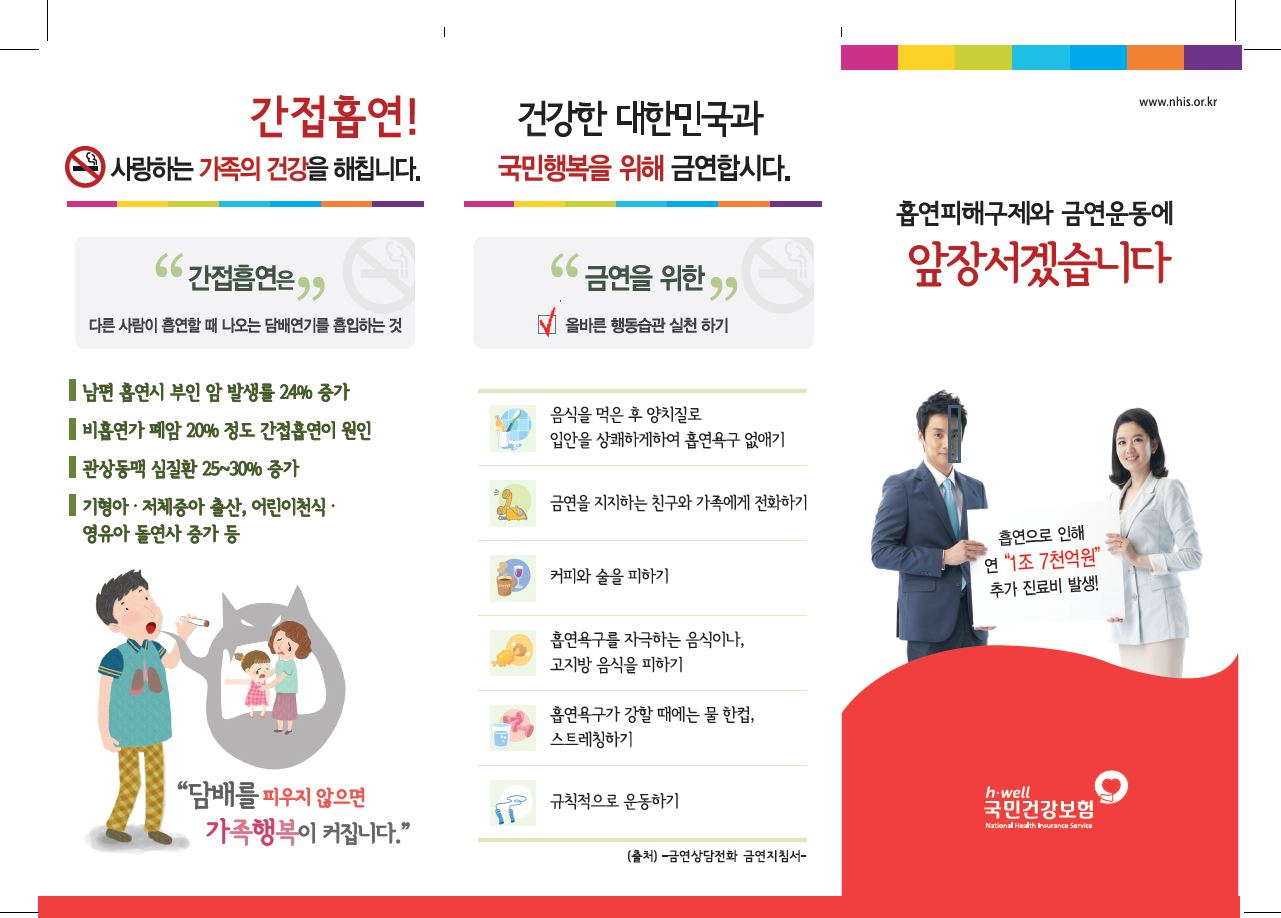 간접흡연!
사랑하는 가족의 건강을 해칩니다.
“간접흡연은”
다른 사람이 흡연할 때 나오는 담배연기를 흡입하는 것
남편 흡연시 부인 암 발생률 24% 증가
비흡연가 폐암 20% 정도 간접흡연이 원인
관상동맥 심질환 25~30% 증가
기형아 · 저체중아 출산, 어린이천식 ·
영유아 돌연사 증가 등
“담배를 피우지 않으면
가족행복이 커집니다.”
건강한 대한민국과
국민행복을 위해 금연합시다.
“금연을 위한”
올바른 행동습관 실천 하기
음식을 먹은 후 양치질로
입안을 상쾌하게하여 흡연욕구 없애기
금연을 지지하는 친구와 가족에게 전화하기
커피와 술을 피하기
흡연욕구를 자극하는 음식이나,
고지방 음식을 피하기
흡연욕구가 강할 때에는 물 한컵,
스트레칭하기
규칙적으로 운동하기
(출처) -금연상담전화 금연지침서-
www.nhis.or.kr
흡연피해구제와 금연운동에
앞장서겠습니다
흡연으로 인해
연 “1조 7천억원”
추가 진료비 발생!
h·well
국민건강보험
National Health Insurance Service